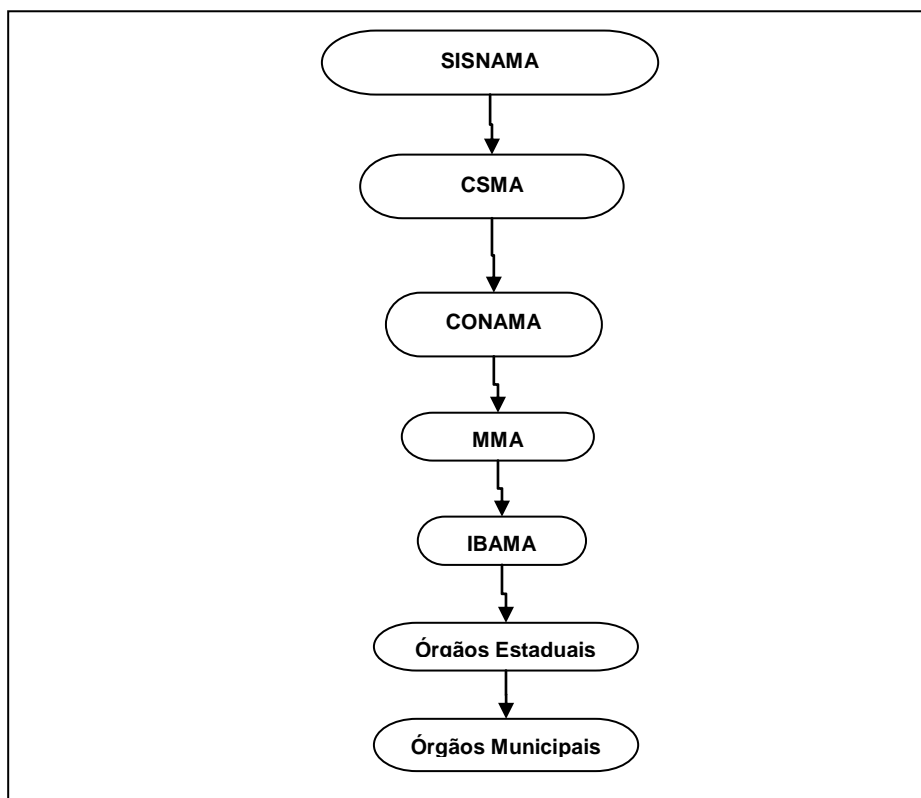 SISNAMA
CSMA
CONAMA
MMA
IBAMA
Órgãos Estaduais
Órgãos Municipais